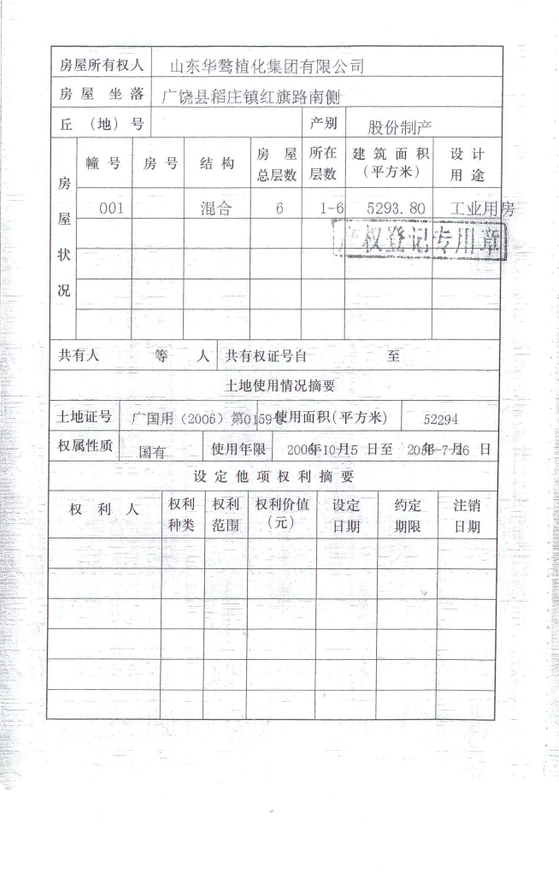 房屋所有权人 山东华骜植化集团有限公司
房屋坐落 广饶县稻庄镇红旗路南侧
丘（地）号 产别 股份制产
房屋状况
幢号 房号 结构 房屋总层数 所在层数 建筑面积（平方米） 设计用途
001 混合 6 1-6 5293.80 工业用房
产权登记专用章
共有人 等 人 共有权证号自 至
土地使用情况摘要
土地证号 广国用（2006）第0159号 使用面积(平方米) 52294
权属性质 国有 使用年限 2006年10月15日至 年 月 日
设定他项权利摘要
权利人 权利种类 权利范围 权利价值（元） 设定日期 约定期限 注销日期